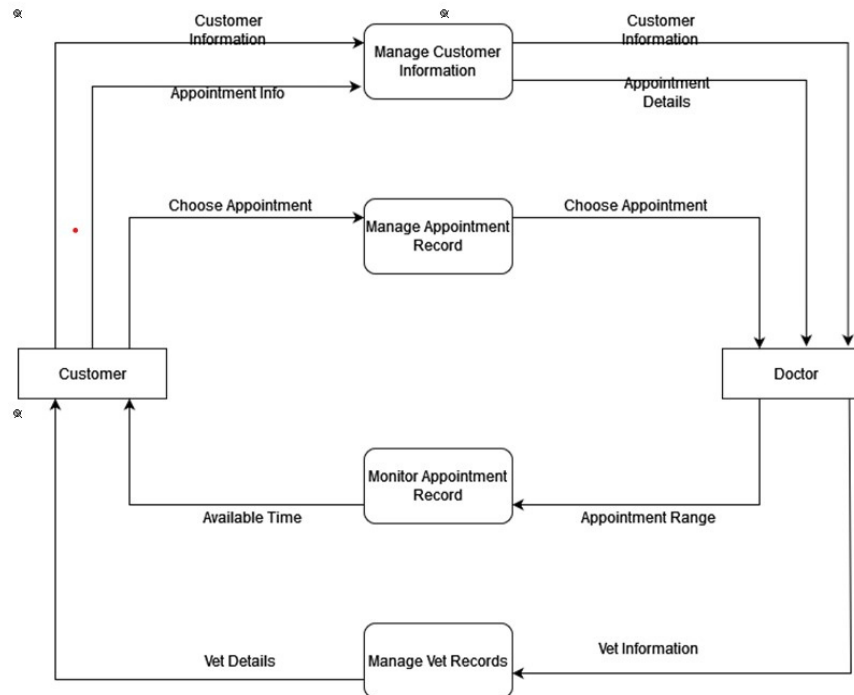 Customer
Information
Manage Customer
Information
Customer
Information
Appointment Info
Appointment
Details
Choose Appointment
Manage Appointment
Record
Choose Appointment
Customer
Doctor
Monitor Appointment
Record
Available Time
Appointment Range
Vet Details
Manage Vet Records
Vet Information